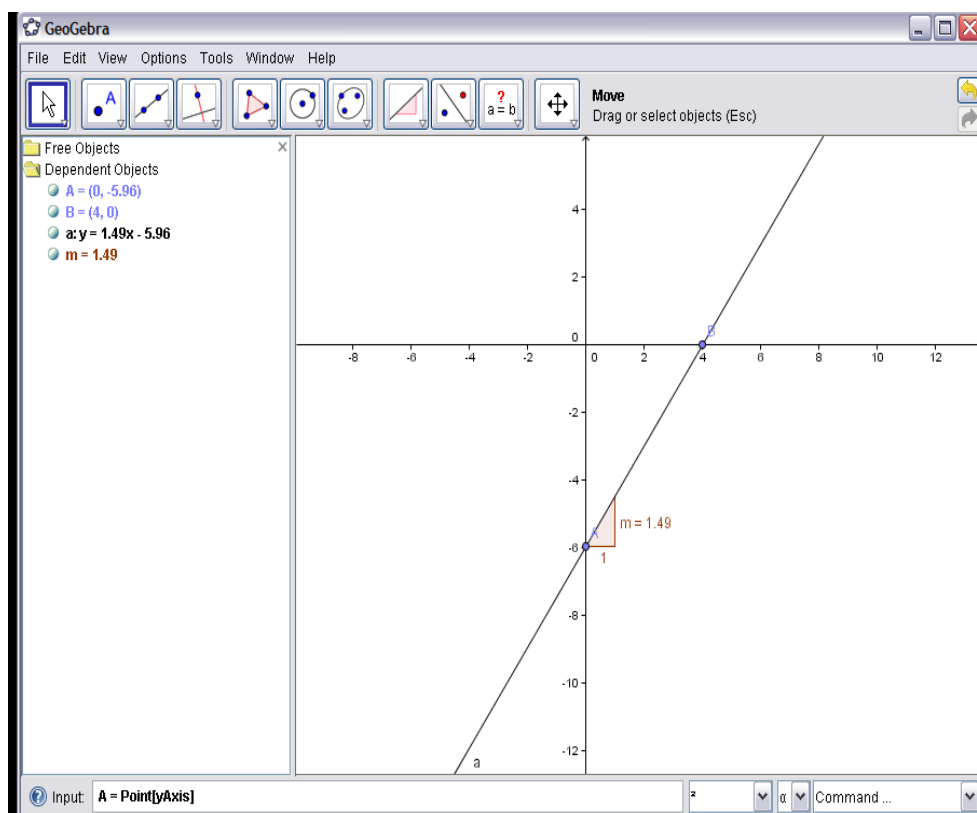 GeoGebra
File Edit View Options Tools Window Help
A
?
a = b
Move
Drag or select objects (Esc)
Free Objects
Dependent Objects
A = (0, -5.96)
B = (4, 0)
a: y = 1.49x - 5.96
m = 1.49
4
2
0
B
-8 -6 -4 -2 0 2 4 6 8 10 12
-2
-4
A
m = 1.49
-6
1
-8
-10
-12
a
Input: A = Point[yAxis] ² α Command ...